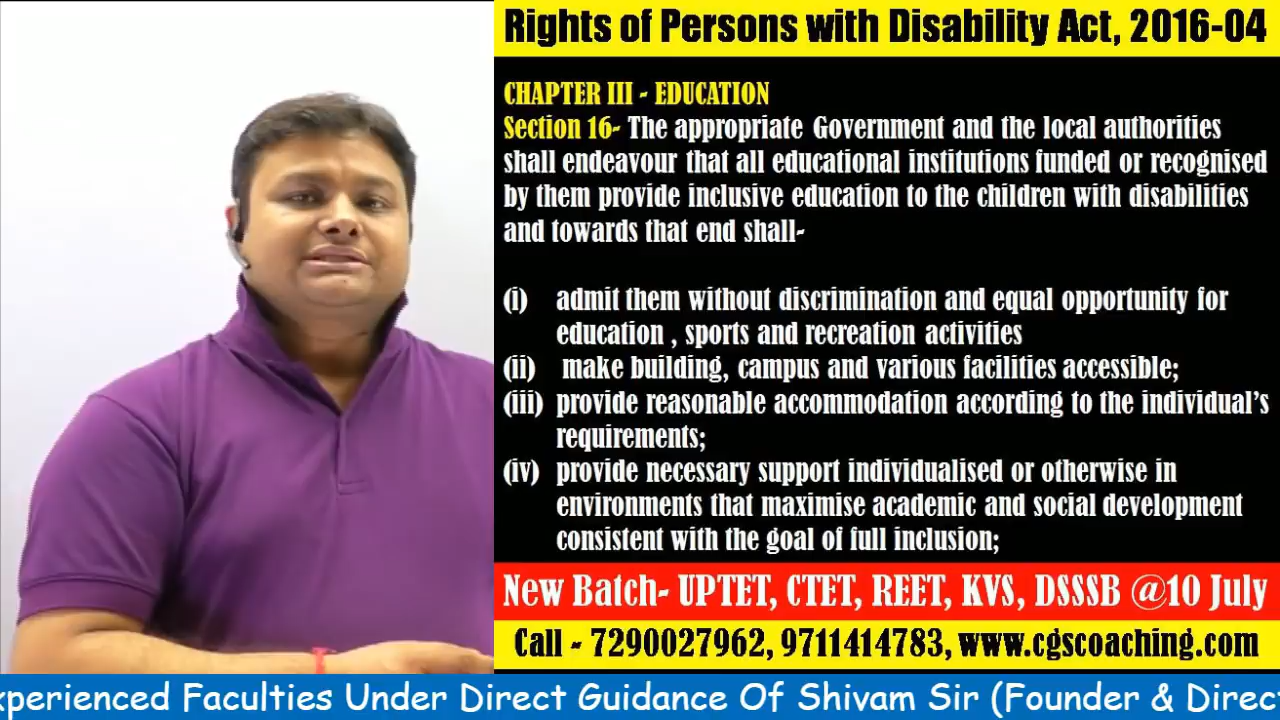 Rights of Persons with Disability Act, 2016-04
CHAPTER III - EDUCATION
Section 16- The appropriate Government and the local authorities
shall endeavour that all educational institutions funded or recognised
by them provide inclusive education to the children with disabilities
and towards that end shall-
(i) admit them without discrimination and equal opportunity for
education , sports and recreation activities
(ii) make building, campus and various facilities accessible;
(iii) provide reasonable accommodation according to the individual's
requirements;
(iv) provide necessary support individualised or otherwise in
environments that maximise academic and social development
consistent with the goal of full inclusion;
New Batch- UPTET, CTET, REET, KVS, DSSSB @10 July
Call - 7290027962, 9711414783, www.cgscoaching.com
xperienced Faculties Under Direct Guidance Of Shivam Sir (Founder & Direct